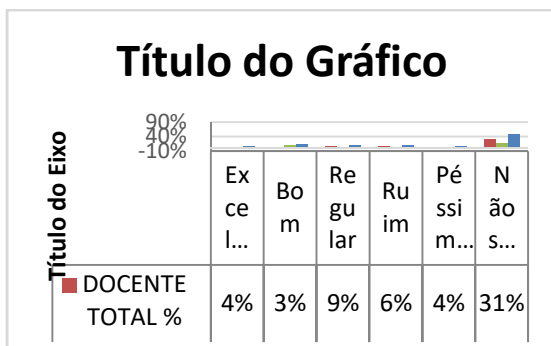 Título do Gráfico
90%
40%
-10%
Título do Eixo
Ex
ce
l...
Bo
m
Re
gu
lar
Ru
im
Pé
ssi
m...
N
ão
s...
DOCENTE
TOTAL %
4%
3%
9%
6%
4%
31%